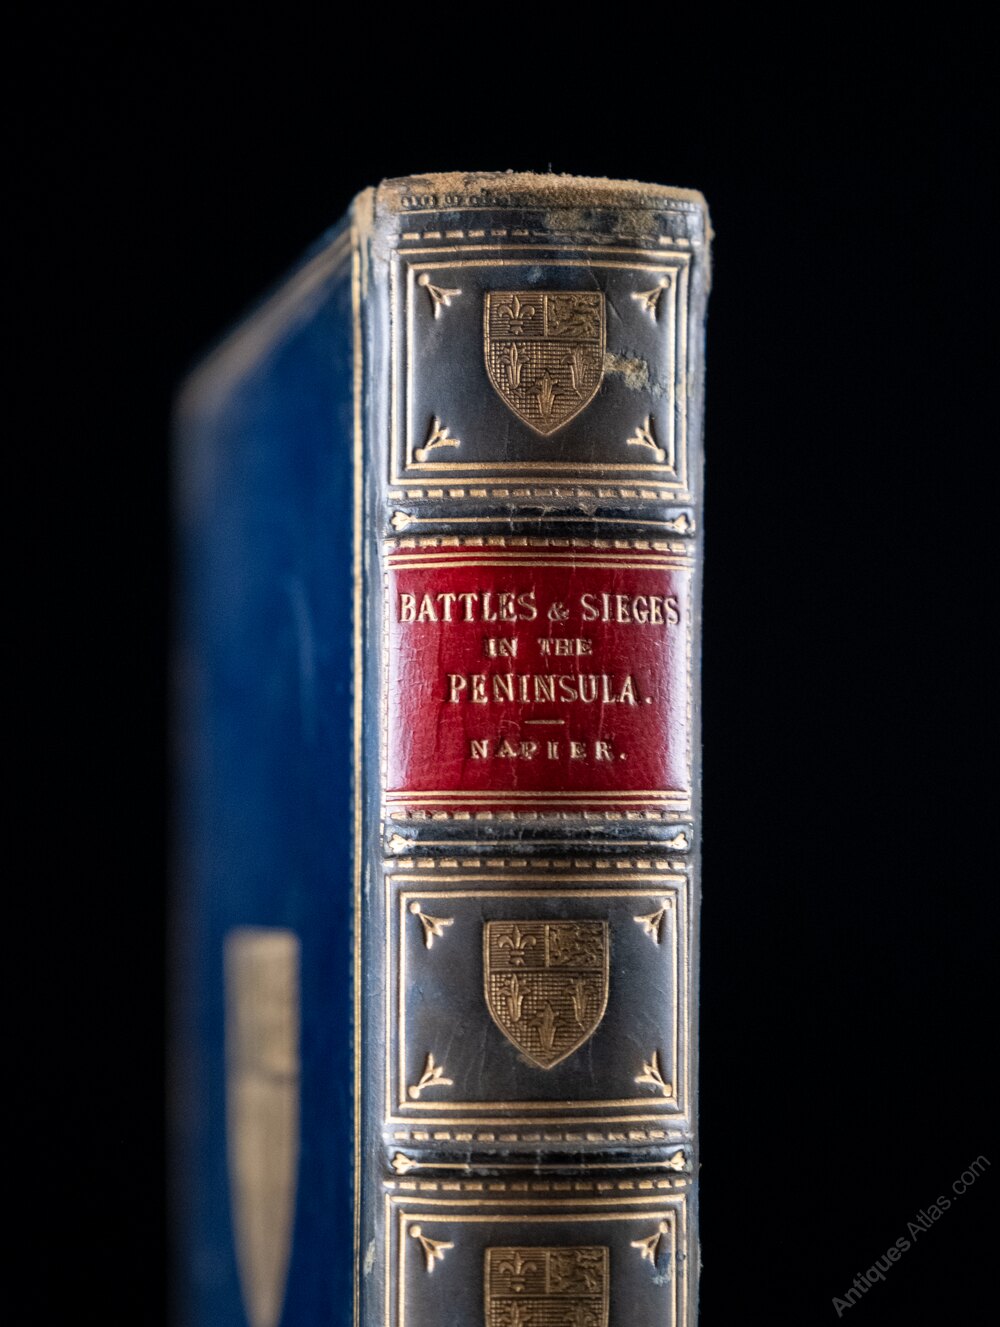 BATTLES & SIEGES
IN THE
PENINSULA.
NAPIER.
AntiquesAtlas.com